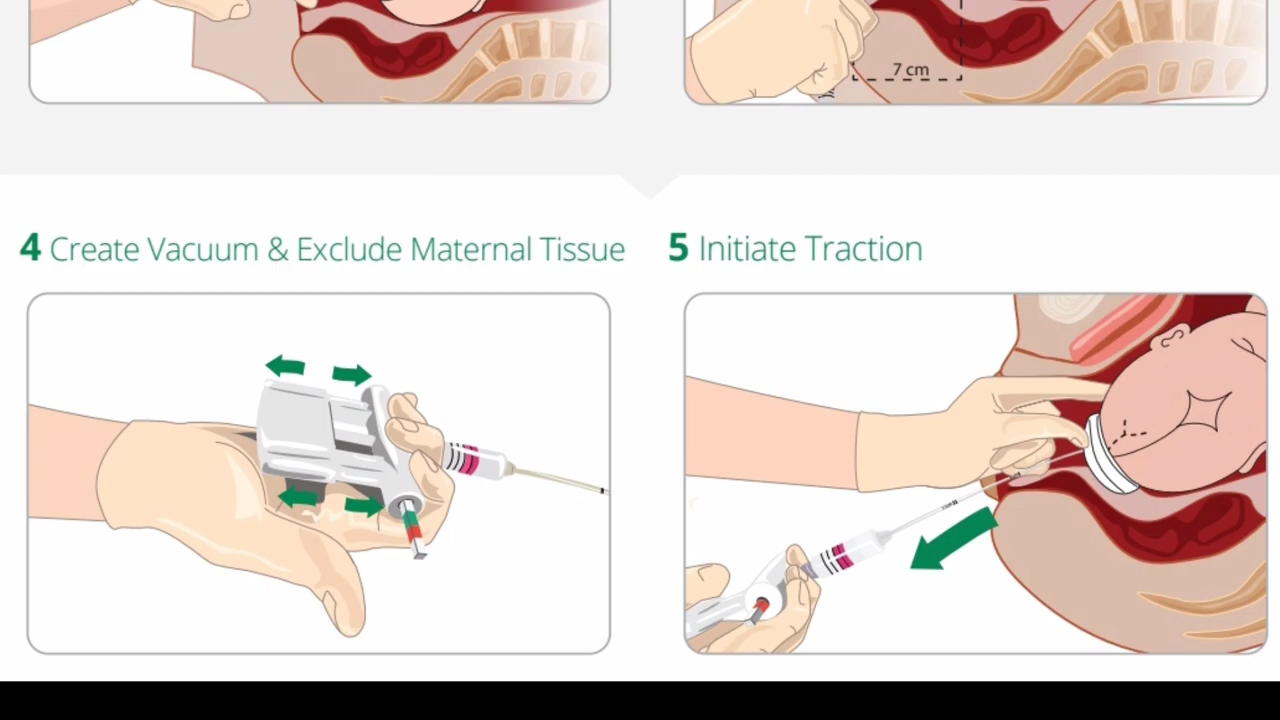 7 cm
4 Create Vacuum & Exclude Maternal Tissue
5 Initiate Traction